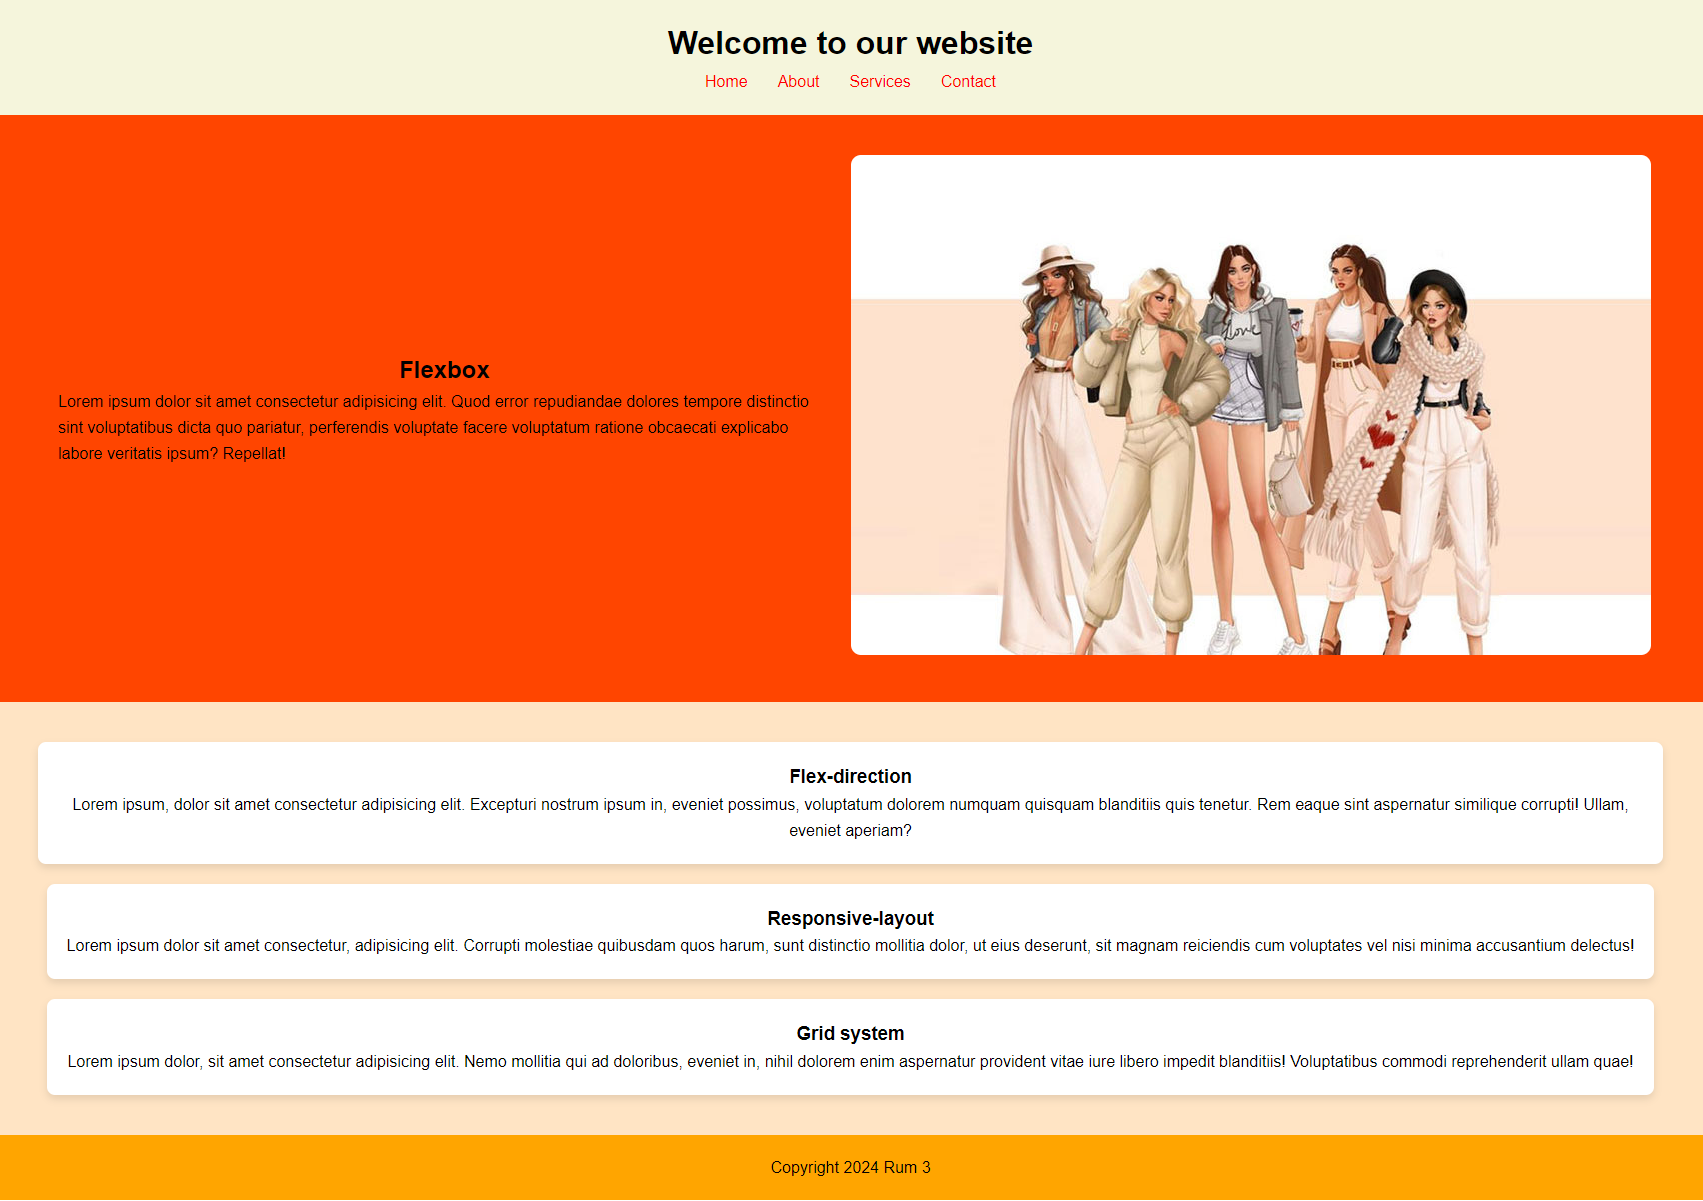 Welcome to our website
Home About Services Contact
Flexbox
Lorem ipsum dolor sit amet consectetur adipisicing elit. Quod error repudiandae dolores tempore distinctio
sint voluptatibus dicta quo pariatur, perferendis voluptate facere voluptatum ratione obcaecati explicabo
labore veritatis ipsum? Repellat!
love
Flex-direction
Lorem ipsum, dolor sit amet consectetur adipisicing elit. Excepturi nostrum ipsum in, eveniet possimus, voluptatum dolorem numquam quisquam blanditiis quis tenetur. Rem eaque sint aspernatur similique corrupti! Ullam,
eveniet aperiam?
Responsive-layout
Lorem ipsum dolor sit amet consectetur, adipisicing elit. Corrupti molestiae quibusdam quos harum, sunt distinctio mollitia dolor, ut eius deserunt, sit magnam reiciendis cum voluptates vel nisi minima accusantium delectus!
Grid system
Lorem ipsum dolor, sit amet consectetur adipisicing elit. Nemo mollitia qui ad doloribus, eveniet in, nihil dolorem enim aspernatur provident vitae iure libero impedit blanditiis! Voluptatibus commodi reprehenderit ullam quae!
Copyright 2024 Rum 3